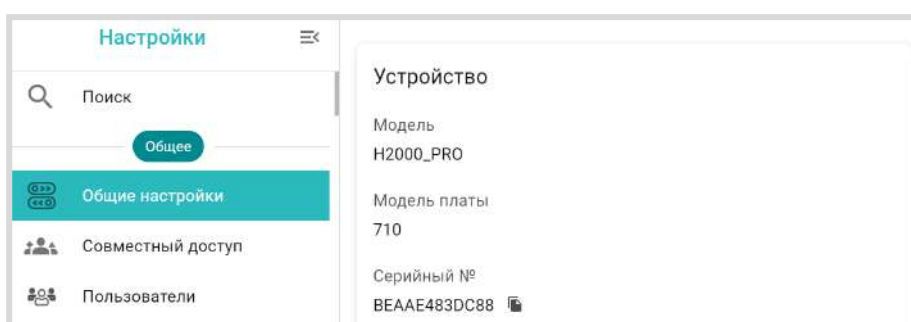 Настройки
Поиск
Общее
Общие настройки
Совместный доступ
Пользователи
Устройство
Модель
H2000_PRO
Модель платы
710
Серийный №
BEAAE483DC88